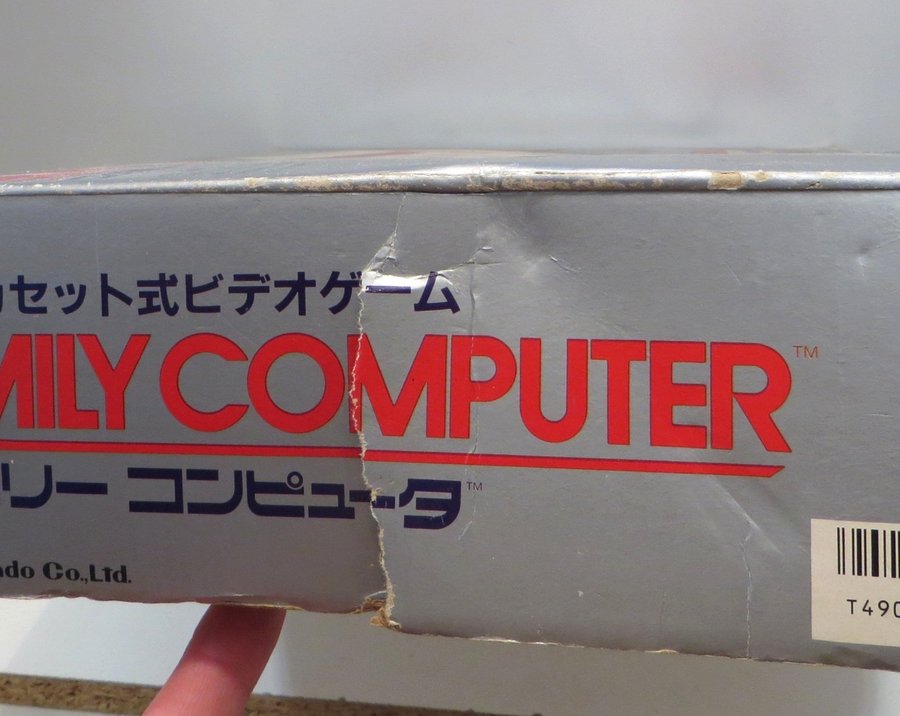 セット式ビデオゲーム
MILY COMPUTER™
リー コンピュータ™
ndo Co.,Ltd.
T490